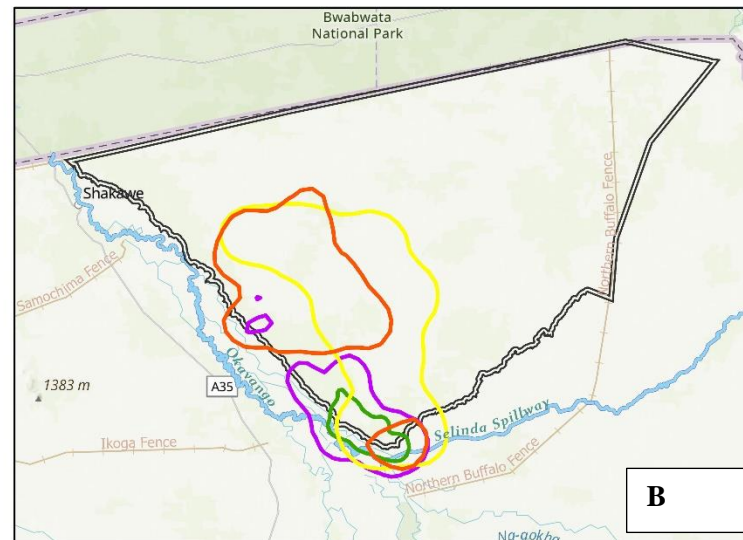 Bwabwata
National Park
Shakawe
Samochima Fence
Northern Buffalo Fence
Okavango
1383 m
A35
Selinda Spillway
Ikoga Fence
Northern Buffalo Fence
B